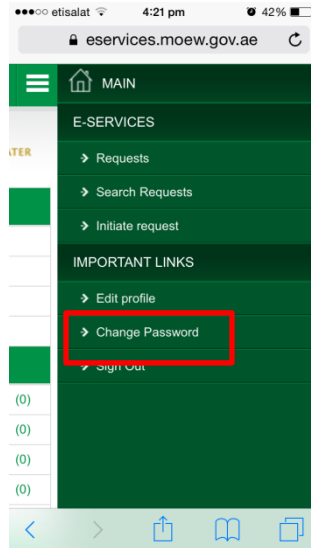 etisalat 4:21 pm 42%
eservices.moew.gov.ae
MAIN
E-SERVICES
ATER
Requests
Search Requests
Initiate request
IMPORTANT LINKS
Edit profile
Change Password
Sign Out
(0)
(0)
(0)
(0)